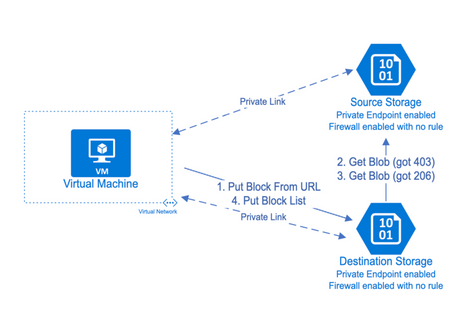 10
01
Source Storage
Private Endpoint enabled
Firewall enabled with no rule
Private Link
VM
Virtual Machine
Virtual Network
1. Put Block From URL
4. Put Block List
Private Link
2. Get Blob (got 403)
3. Get Blob (got 206)
10
01
Destination Storage
Private Endpoint enabled
Firewall enabled with no rule